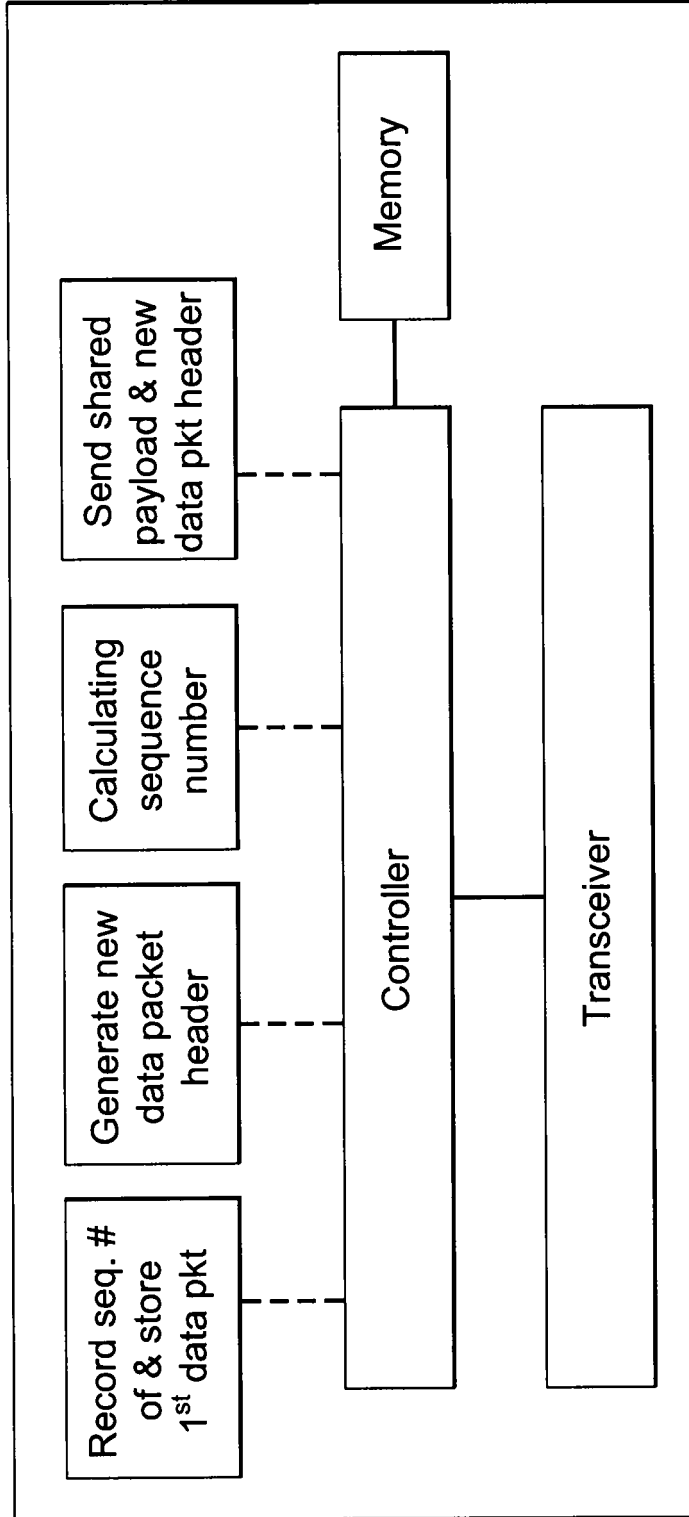 Record seq. #
of & store
1st data pkt
Generate new
data packet
header
Calculating
sequence
number
Send shared
payload & new
data pkt header
Controller
Memory
Transceiver